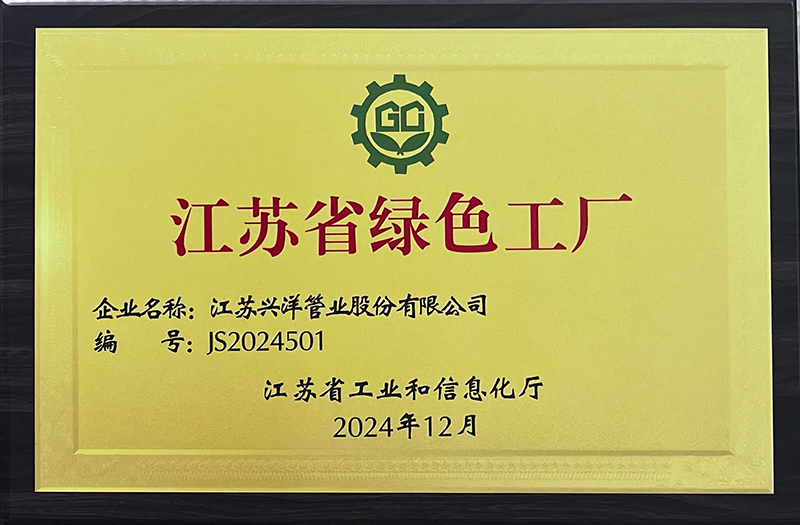 GC
江苏省绿色工厂
企业名称：江苏兴洋管业股份有限公司
编　　号：JS2024501
江苏省工业和信息化厅
2024年12月